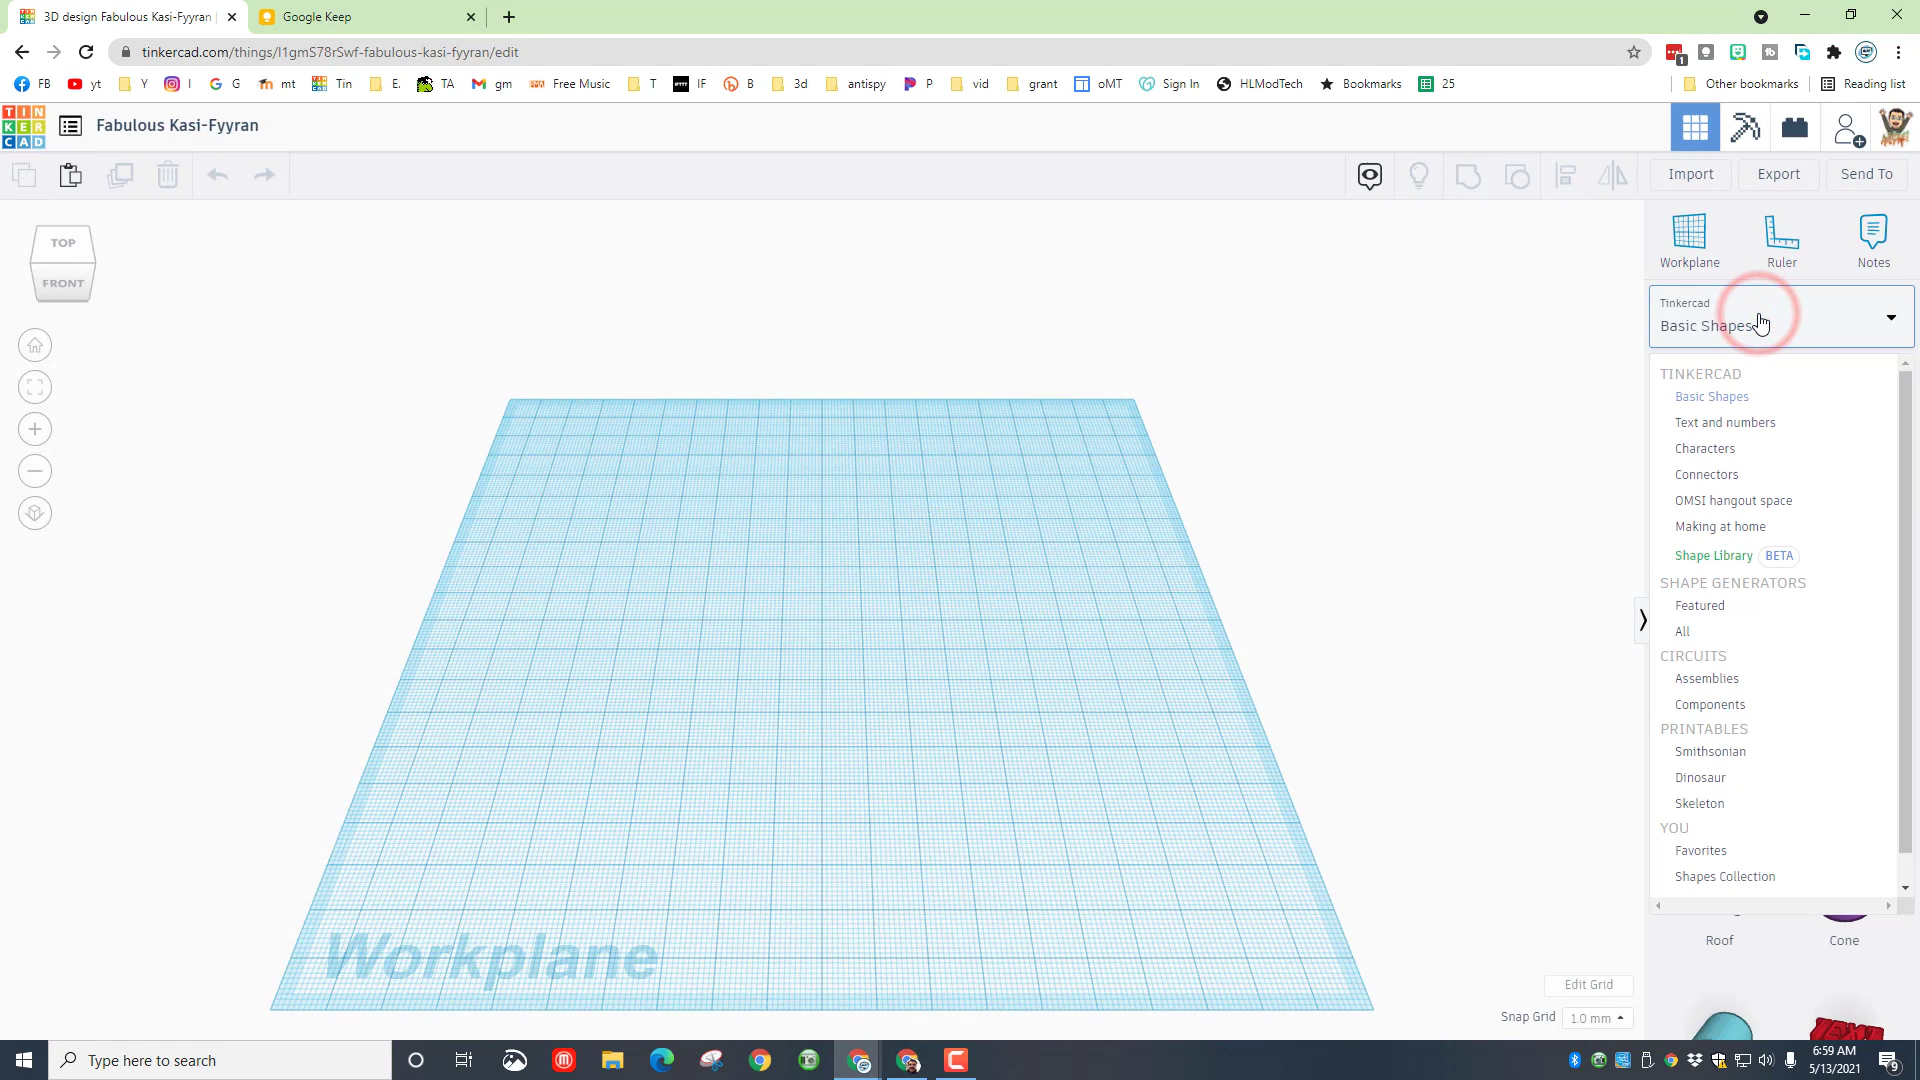 3D design Fabulous Kasi-Fyyran
Google Keep
tinkercad.com/things/l1gmS78rSwf-fabulous-kasi-fyyran/edit
1
FB yt Y I G mt Tin E. TA gm Free Music T IF B 3d antispy P vid grant oMT Sign In HLModTech Bookmarks 25 Other bookmarks Reading list
TIN
KER
CAD
Fabulous Kasi-Fyyran
Import Export Send To
TOP
FRONT
Workplane Ruler Notes
Tinkercad
Basic Shapes
TINKERCAD
Basic Shapes
Text and numbers
Characters
Connectors
OMSI hangout space
Making at home
Shape Library BETA
SHAPE GENERATORS
Featured
All
CIRCUITS
Assemblies
Components
PRINTABLES
Smithsonian
Dinosaur
Skeleton
YOU
Favorites
Shapes Collection
Roof Cone
TEXT
Workplane
Edit Grid
Snap Grid 1.0 mm
Type here to search
6:59 AM
5/13/2021
9